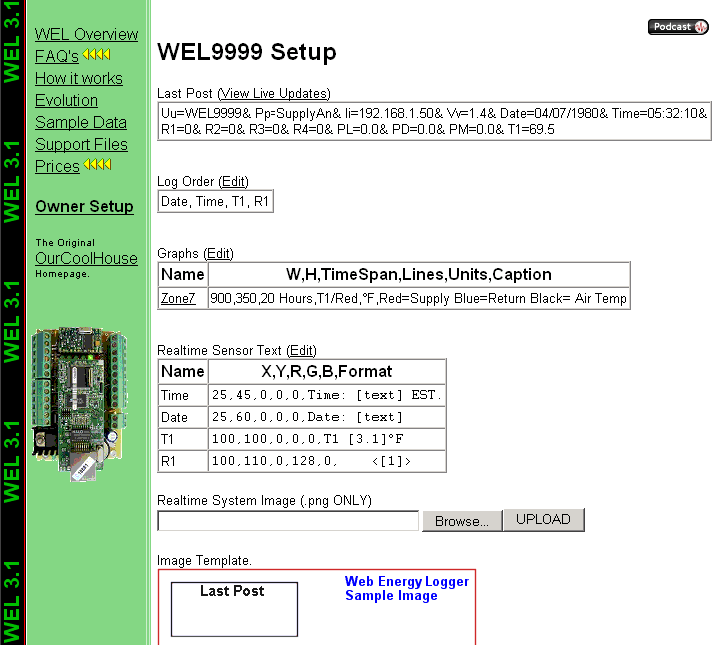 WEL 3.1
WEL 3.1
WEL 3.1
WEL 3.1
WEL 3.1
WEL Overview
FAQ's
How it works
Evolution
Sample Data
Support Files
Prices
Owner Setup
The Original
OurCoolHouse
Homepage.
Podcast
WEL9999 Setup
Last Post (View Live Updates)
Uu=WEL9999& Pp=SupplyAn& Ii=192.168.1.50& Vv=1.4& Date=04/07/1980& Time=05:32:10&
R1=0& R2=0& R3=0& R4=0& PL=0.0& PD=0.0& PM=0.0& T1=69.5
Log Order (Edit)
Date, Time, T1, R1
Graphs (Edit)
Name W,H,TimeSpan,Lines,Units,Caption
Zone7 900,350,20 Hours,T1/Red,°F,Red=Supply Blue=Return Black= Air Temp
Realtime Sensor Text (Edit)
Name X,Y,R,G,B,Format
Time 25,45,0,0,0,Time: [text] EST.
Date 25,60,0,0,0,Date: [text]
T1 100,100,0,0,0,T1 [3.1]°F
R1 100,110,0,128,0, <[1]>
Realtime System Image (.png ONLY)
Browse... UPLOAD
Image Template.
Last Post
Web Energy Logger
Sample Image